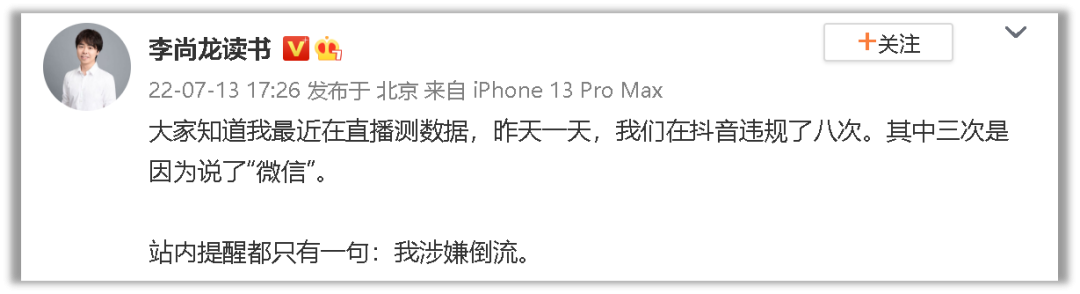 李尚龙读书
+关注
22-07-13 17:26 发布于 北京 来自 iPhone 13 Pro Max
大家知道我最近在直播测数据，昨天一天，我们在抖音违规了八次。其中三次是
因为说了“微信”。
站内提醒都只有一句：我涉嫌倒流。